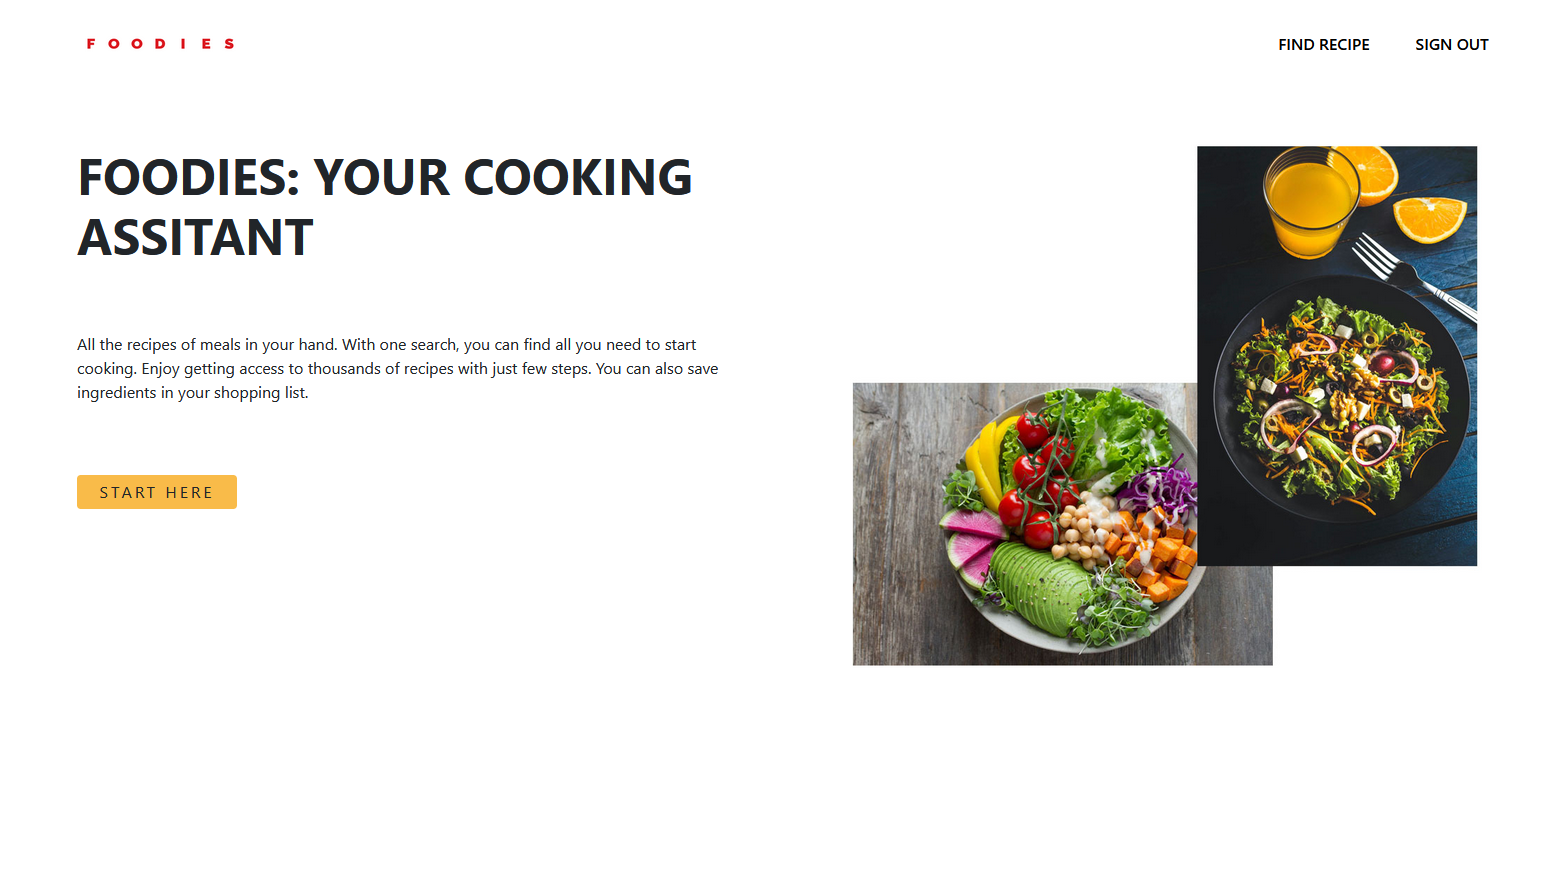 FOODIES
FIND RECIPE
SIGN OUT
FOODIES: YOUR COOKING
ASSITANT
All the recipes of meals in your hand. With one search, you can find all you need to start
cooking. Enjoy getting access to thousands of recipes with just few steps. You can also save
ingredients in your shopping list.
START HERE